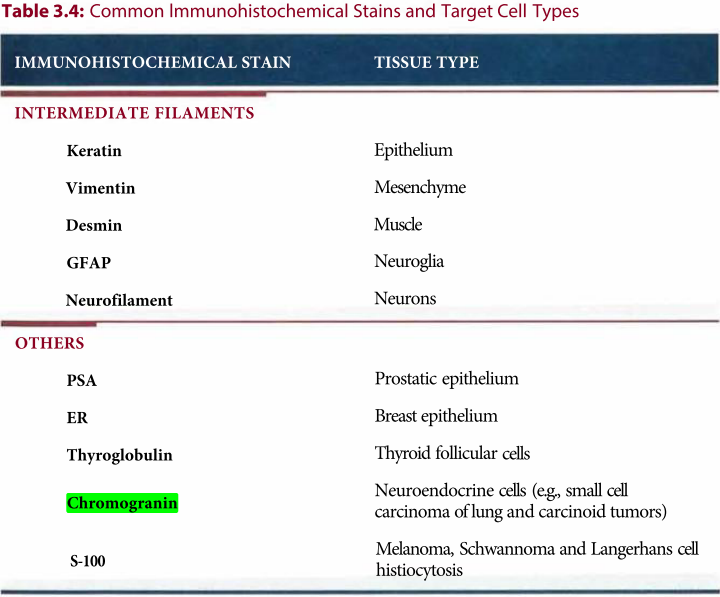 Table 3.4: Common Immunohistochemical Stains and Target Cell Types
IMMUNOHISTOCHEMICAL STAIN TISSUE TYPE
INTERMEDIATE FILAMENTS
Keratin Epithelium
Vimentin Mesenchyme
Desmin Muscle
GFAP Neuroglia
Neurofilament Neurons
OTHERS
PSA Prostatic epithelium
ER Breast epithelium
Thyroglobulin Thyroid follicular cells
Chromogranin Neuroendocrine cells (e.g., small cell
carcinoma of lung and carcinoid tumors)
S-100 Melanoma, Schwannoma and Langerhans cell
histiocytosis